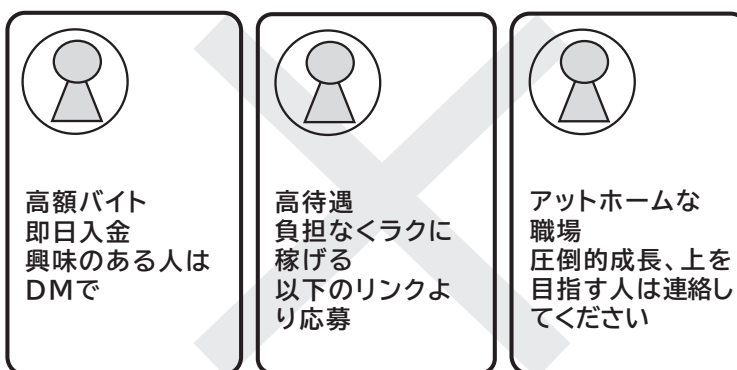 高額バイト
即日入金
興味のある人は
DMで
高待遇
負担なくラクに
稼げる
以下のリンクよ
り応募
アットホームな
職場
圧倒的成長、上を
目指す人は連絡し
てください